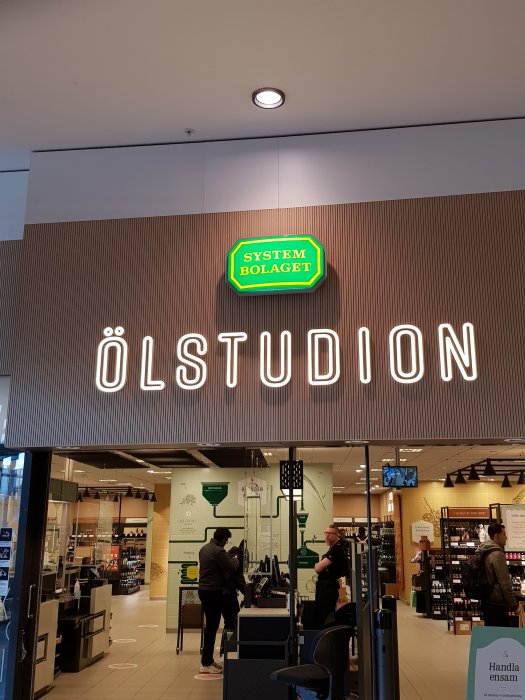 SYSTEM
BOLAGET
ÖLSTUDION
Handla
ensam